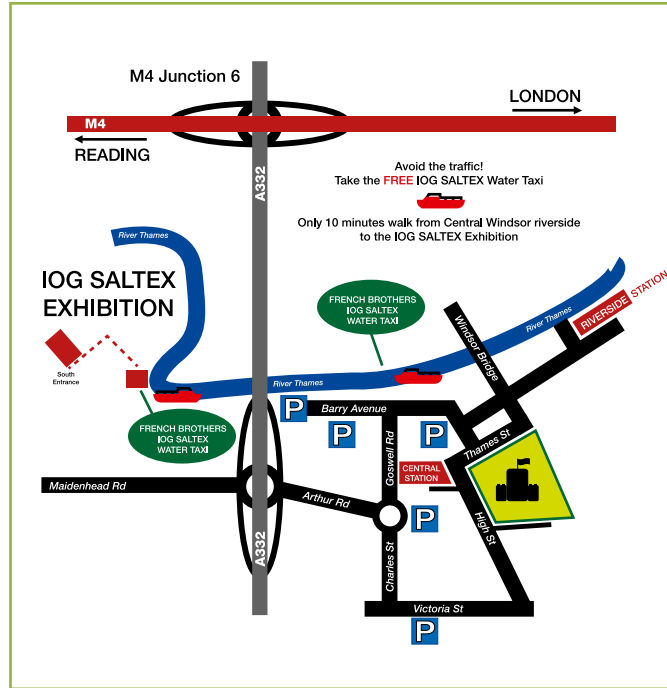 M4 Junction 6
LONDON
M4
READING
A332
Avoid the traffic!
Take the FREE IOG SALTEX Water Taxi
Only 10 minutes walk from Central Windsor riverside
to the IOG SALTEX Exhibition
River Thames
IOG SALTEX
EXHIBITION
South
Entrance
FRENCH BROTHERS
IOG SALTEX
WATER TAXI
RIVERSIDE STATION
River Thames
Windsor Bridge
River Thames
FRENCH BROTHERS
IOG SALTEX
WATER TAXI
P
Barry Avenue
P
P
Goswell Rd
Thames St
CENTRAL
STATION
Maidenhead Rd
Arthur Rd
P
High St
A332
Charles St
Victoria St
P